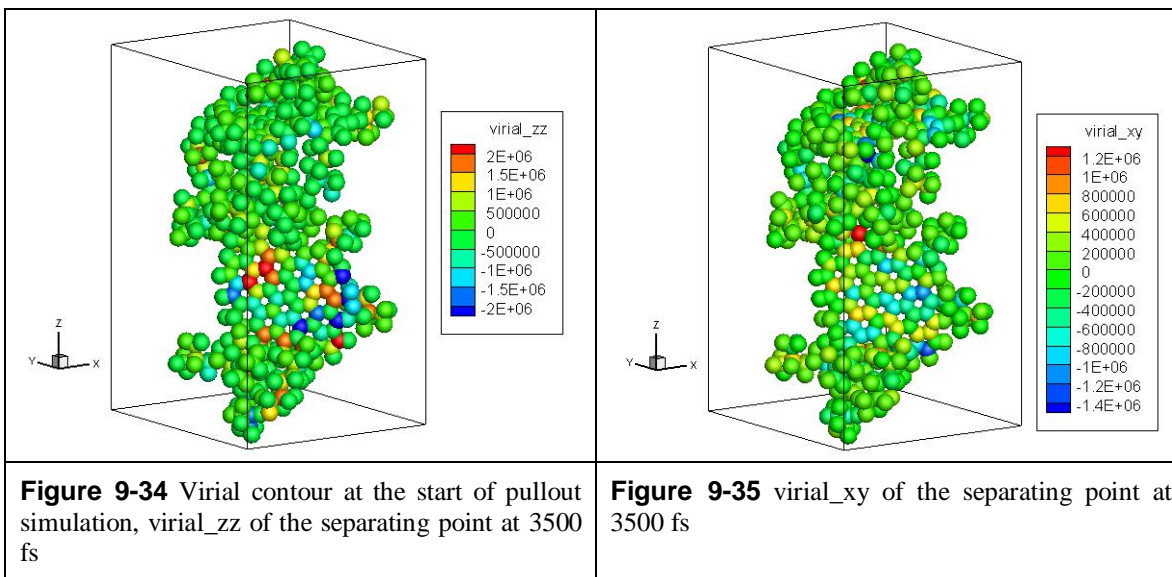 virial_zz
2E+06
1.5E+06
1E+06
500000
0
-500000
-1E+06
-1.5E+06
-2E+06
Z
Y
X
virial_xy
1.2E+06
1E+06
800000
600000
400000
200000
0
-200000
-400000
-600000
-800000
-1E+06
-1.2E+06
-1.4E+06
Z
Y
X
Figure 9-34 Virial contour at the start of pullout
simulation, virial_zz of the separating point at 3500
fs
Figure 9-35 virial_xy of the separating point at
3500 fs